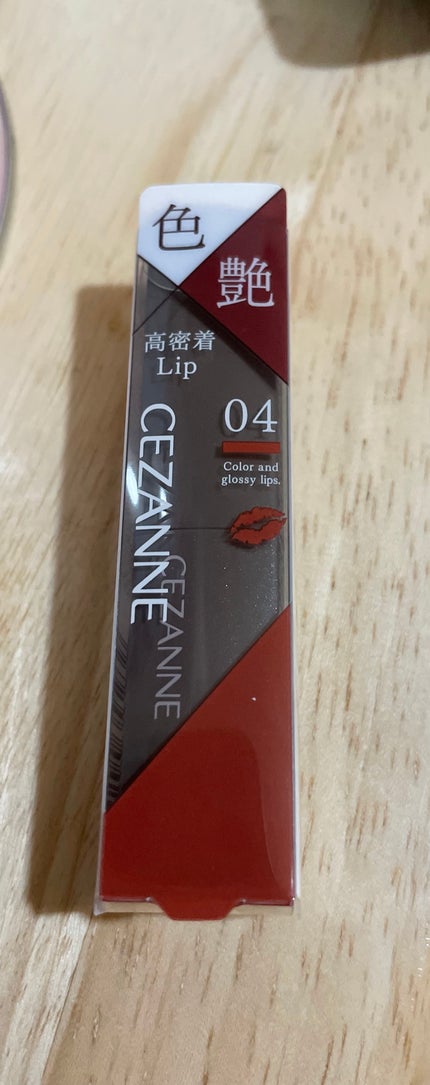 色
艶
高密着
Lip
04
Color and
glossy lips.
CEZANNE
CEZANNE